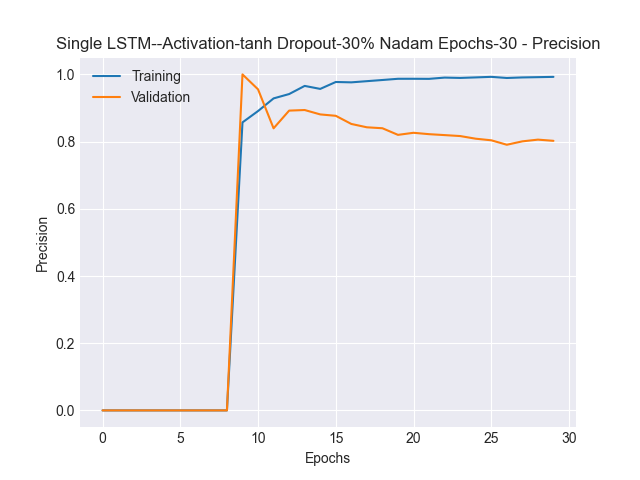 Single LSTM--Activation-tanh Dropout-30% Nadam Epochs-30 - Precision
Training
Validation
1.0
0.8
0.6
0.4
0.2
0.0
Precision
0 5 10 15 20 25 30
Epochs